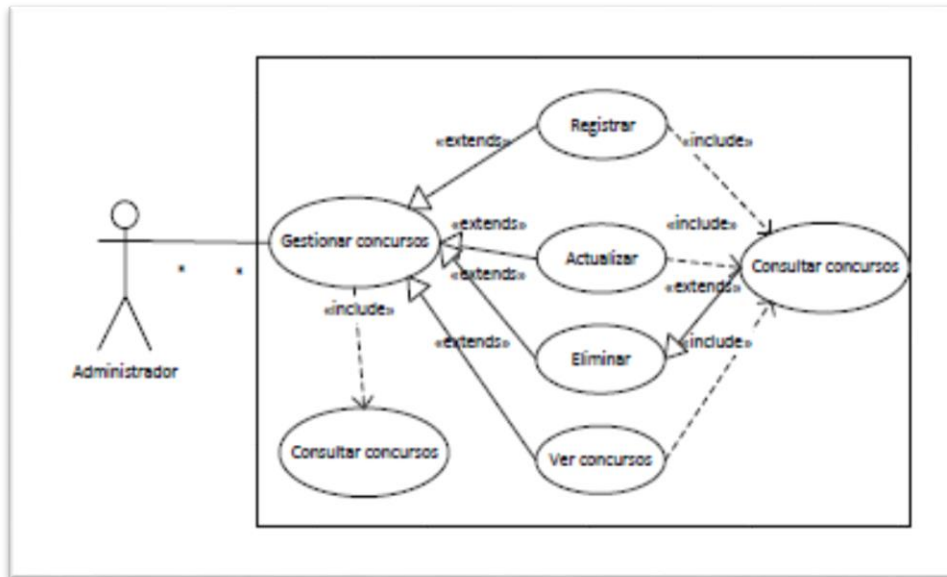 Registrar
«extends»
«include»
Gestionar concursos
«extends»
Actualizar
«include»
Consultar concursos
* *
«extends»
«extends»
«include»
«extends»
Eliminar
«include»
Administrador
Consultar concursos
Ver concursos